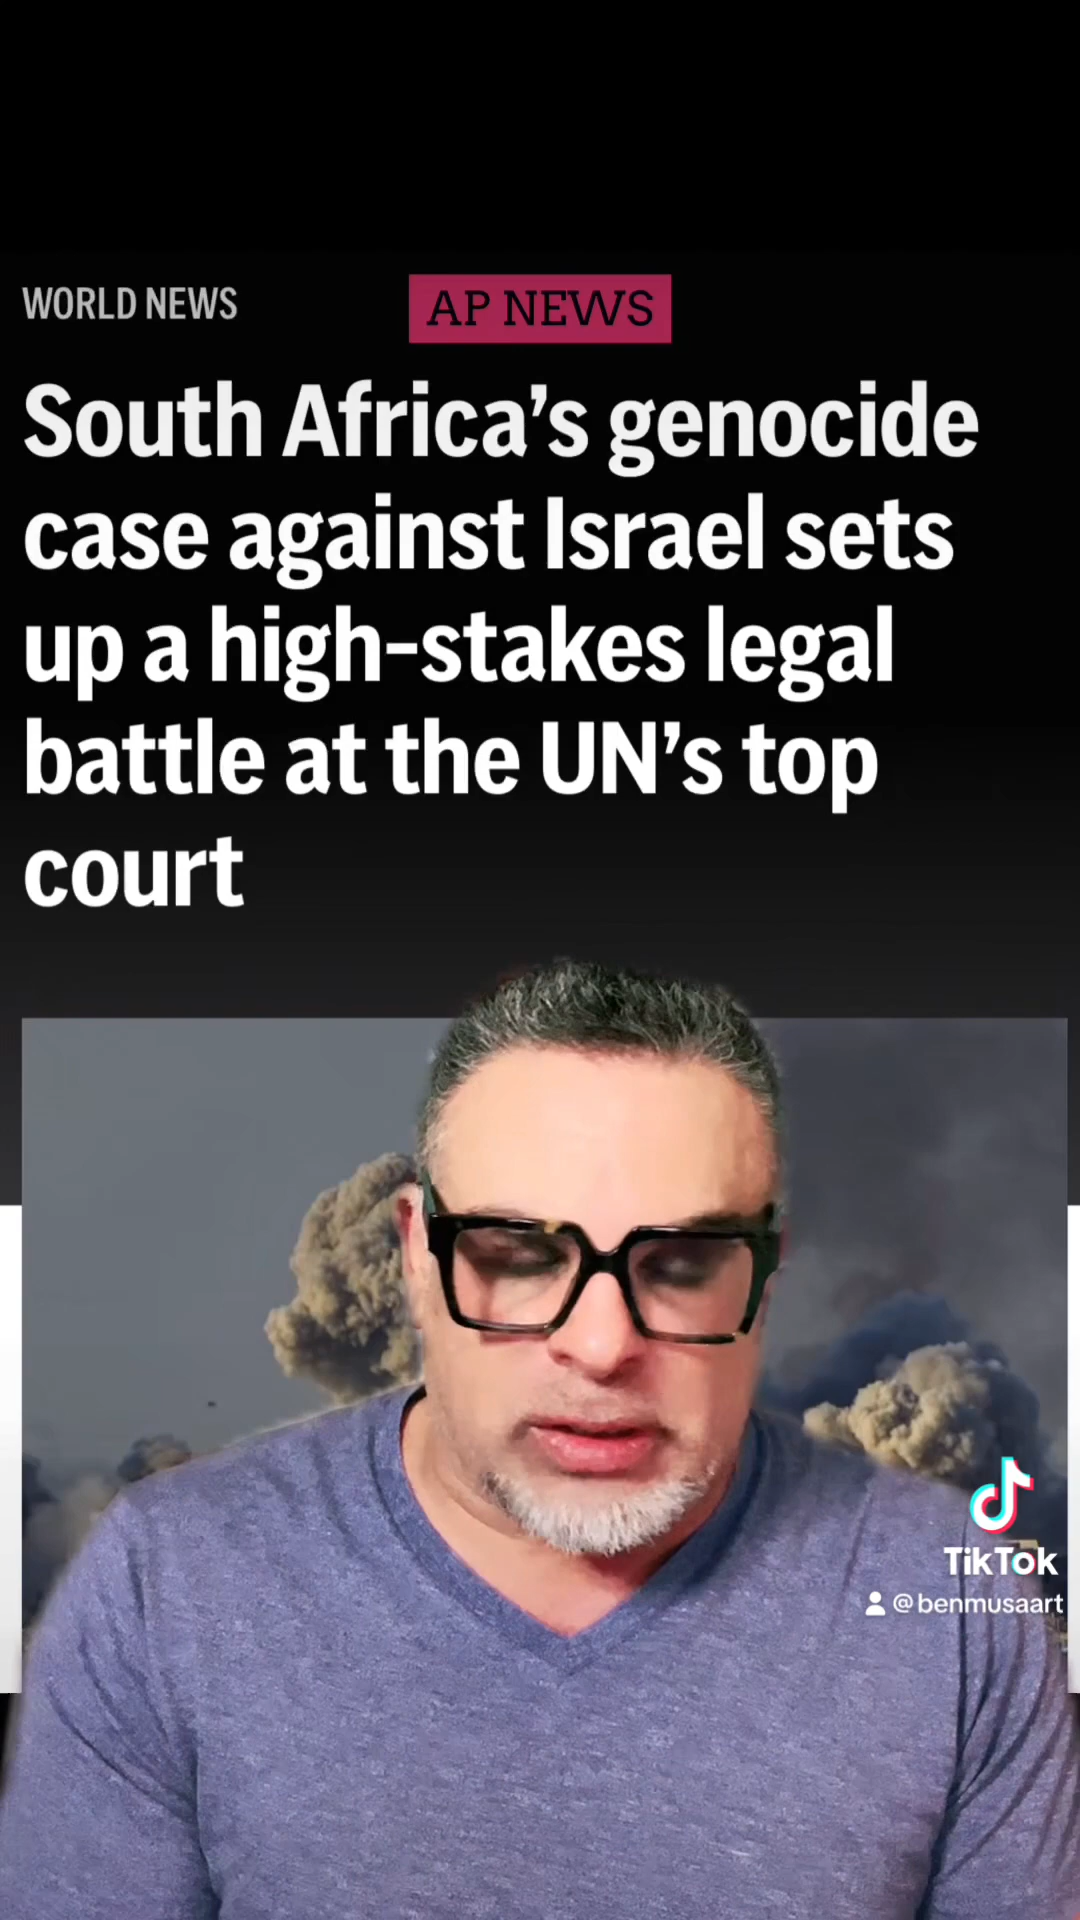 WORLD NEWS
AP NEWS
South Africa’s genocide
case against Israel sets
up a high-stakes legal
battle at the UN’s top
court
TikTok
@benmusaart